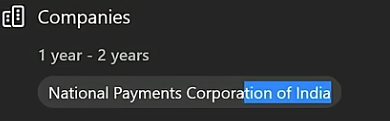 Companies
1 year - 2 years
National Payments Corporation of India